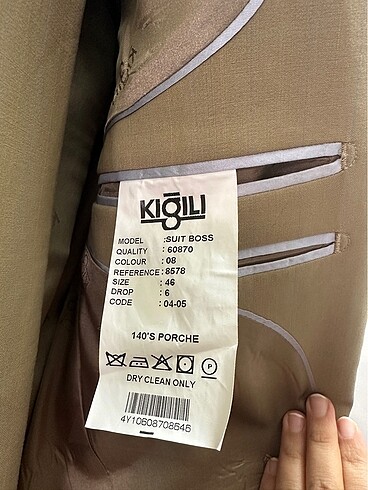 KİĞILI
MODEL :SUIT BOSS
QUALITY : 60870
COLOUR : 08
REFERENCE : 8578
SIZE : 46
DROP : 6
CODE : 04-05
140'S PORCHE
P
DRY CLEAN ONLY
4Y10608708646